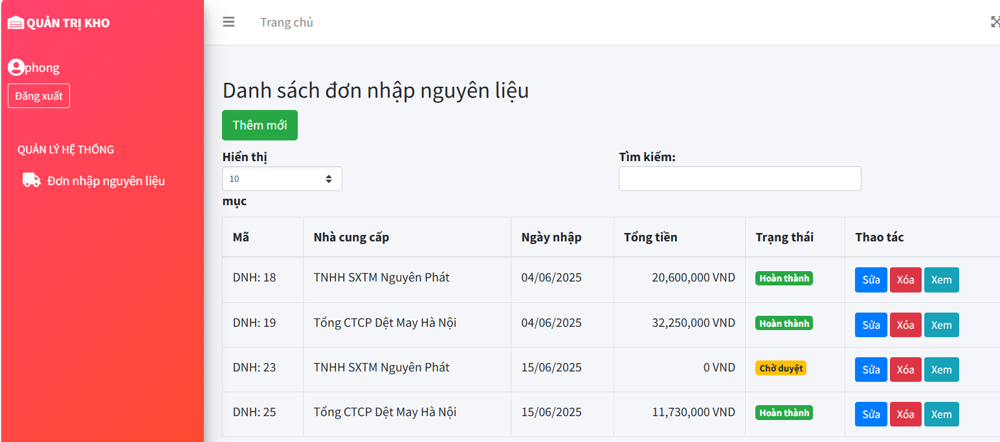 QUẢN TRỊ KHO
Trang chủ
phong
Đăng xuất
QUẢN LÝ HỆ THỐNG
Đơn nhập nguyên liệu
Danh sách đơn nhập nguyên liệu
Thêm mới
Hiển thị
10
mục
Tìm kiếm:
Mã Nhà cung cấp Ngày nhập Tổng tiền Trạng thái Thao tác
DNH: 18 TNHH SXTM Nguyên Phát 04/06/2025 20,600,000 VND Hoàn thành Sửa Xóa Xem
DNH: 19 Tổng CTCP Dệt May Hà Nội 04/06/2025 32,250,000 VND Hoàn thành Sửa Xóa Xem
DNH: 23 TNHH SXTM Nguyên Phát 15/06/2025 0 VND Chờ duyệt Sửa Xóa Xem
DNH: 25 Tổng CTCP Dệt May Hà Nội 15/06/2025 11,730,000 VND Hoàn thành Sửa Xóa Xem